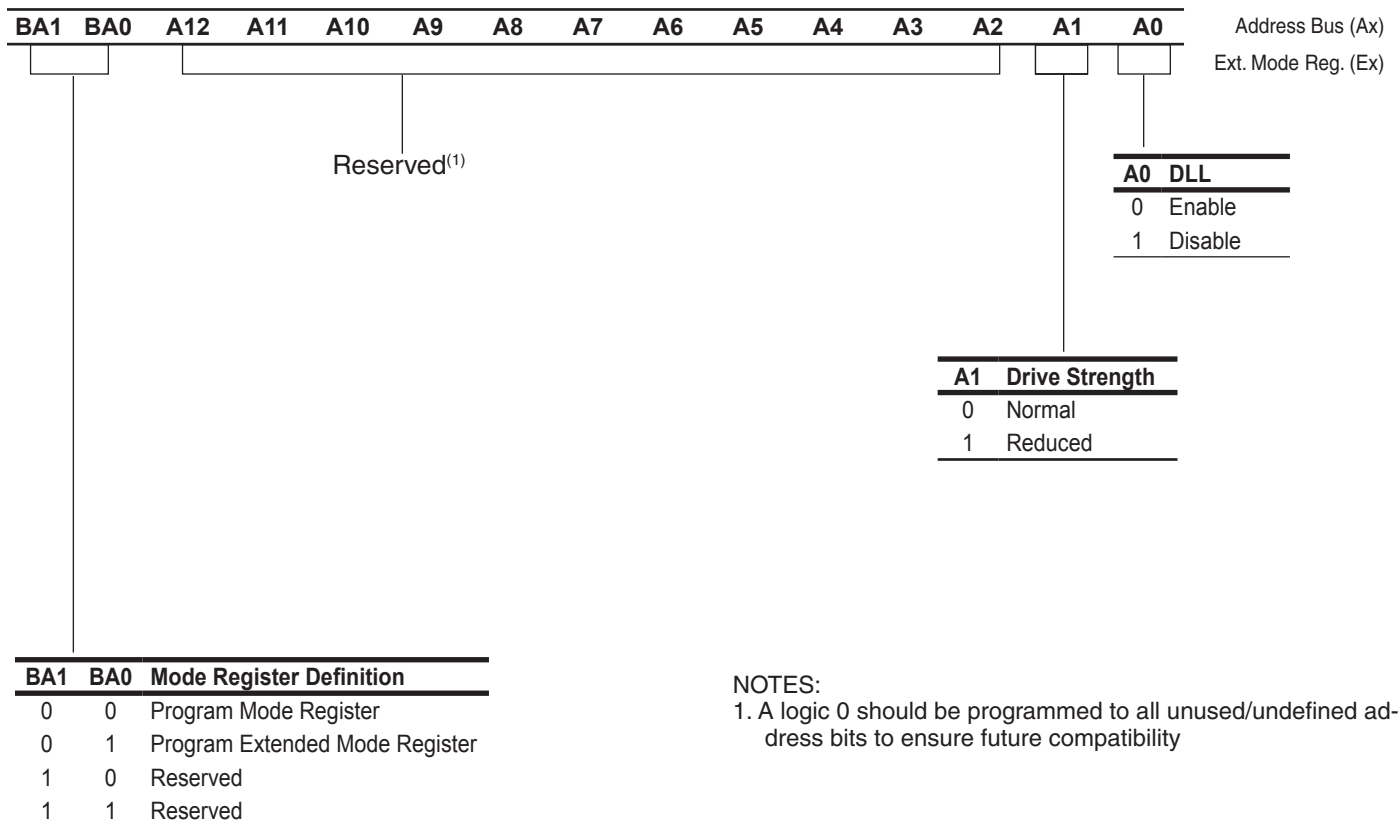 BA1 BA0 A12 A11 A10 A9 A8 A7 A6 A5 A4 A3 A2 A1 A0 Address Bus (Ax)
Ext. Mode Reg. (Ex)
Reserved(1)
A0 DLL
0 Enable
1 Disable
A1 Drive Strength
0 Normal
1 Reduced
BA1 BA0 Mode Register Definition
0 0 Program Mode Register
0 1 Program Extended Mode Register
1 0 Reserved
1 1 Reserved
NOTES:
1. A logic 0 should be programmed to all unused/undefined ad-
dress bits to ensure future compatibility